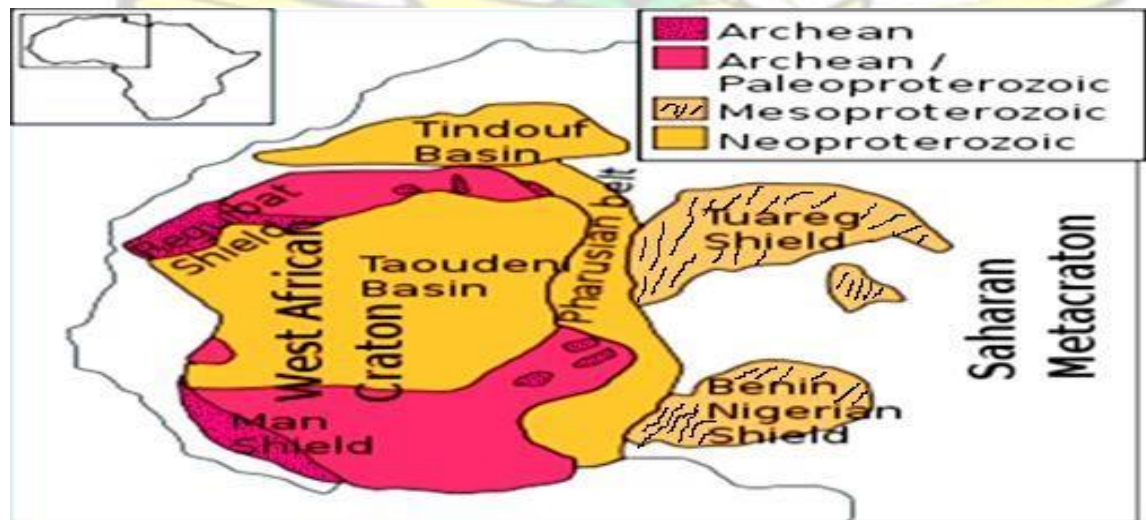 Archean
Archean /
Paleoproterozoic
Mesoproterozoic
Neoproterozoic
Tindouf
Basin
Reguibat
Shield
West African
Craton
Taoudeni
Basin
Pharusian belt
Tuareg
Shield
Saharan
Metacraton
Man
Shield
Benin
Nigerian
Shield